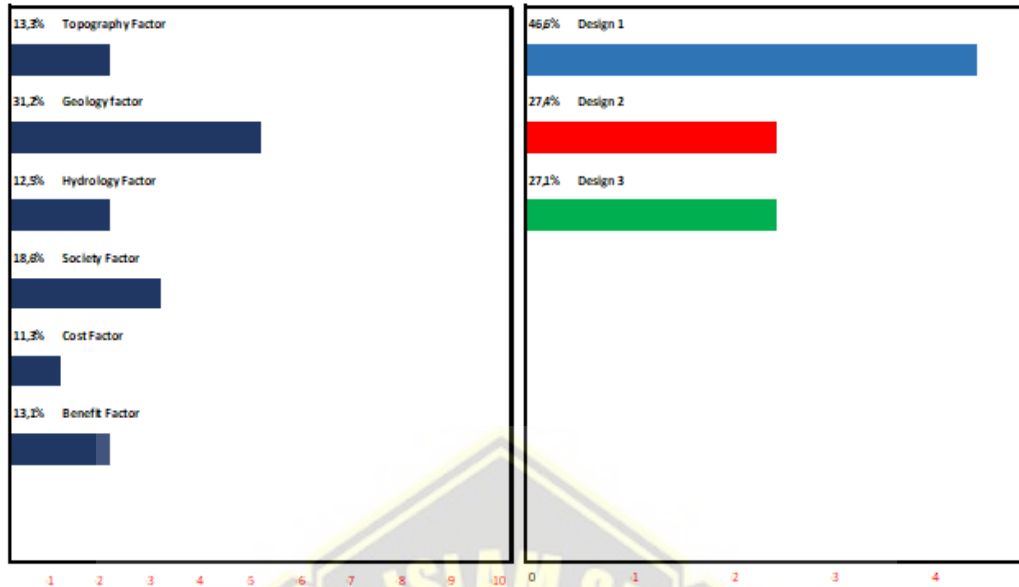 13,3% Topography Factor
31,2% Geology factor
12,5% Hydrology Factor
18,6% Society Factor
11,3% Cost Factor
13,1% Benefit Factor
-1 -2 -3 -4 -5 -6 -7 -8 -9 -10
46,6% Design 1
27,4% Design 2
27,1% Design 3
0 -1 -2 -3 -4
ISLAM